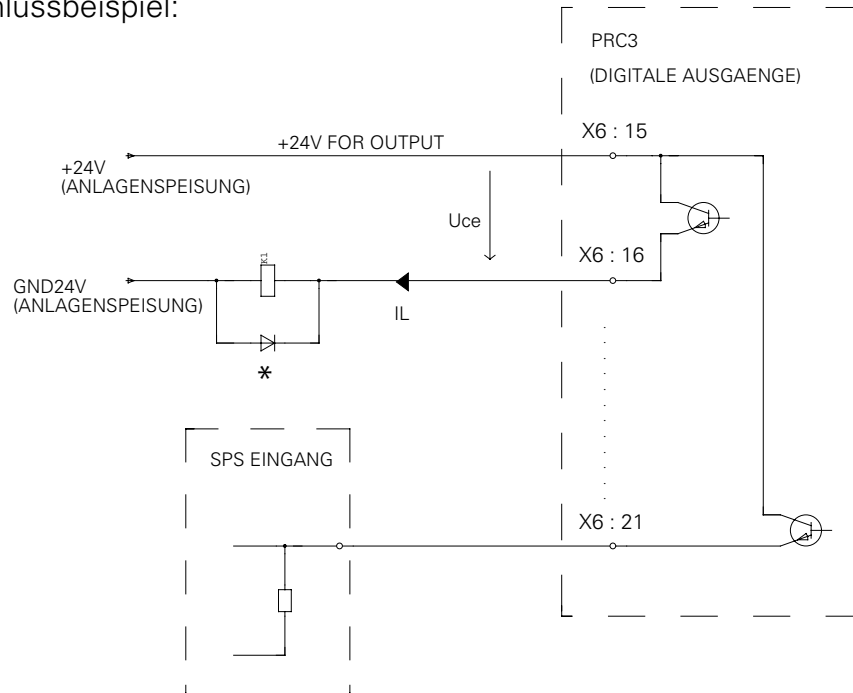 lussbeispiel:
PRC3
(DIGITALE AUSGAENGE)
X6 : 15
+24V FOR OUTPUT
+24V
(ANLAGENSPEISUNG)
Uce
X6 : 16
K1
GND24V
(ANLAGENSPEISUNG)
IL
*
SPS EINGANG
X6 : 21